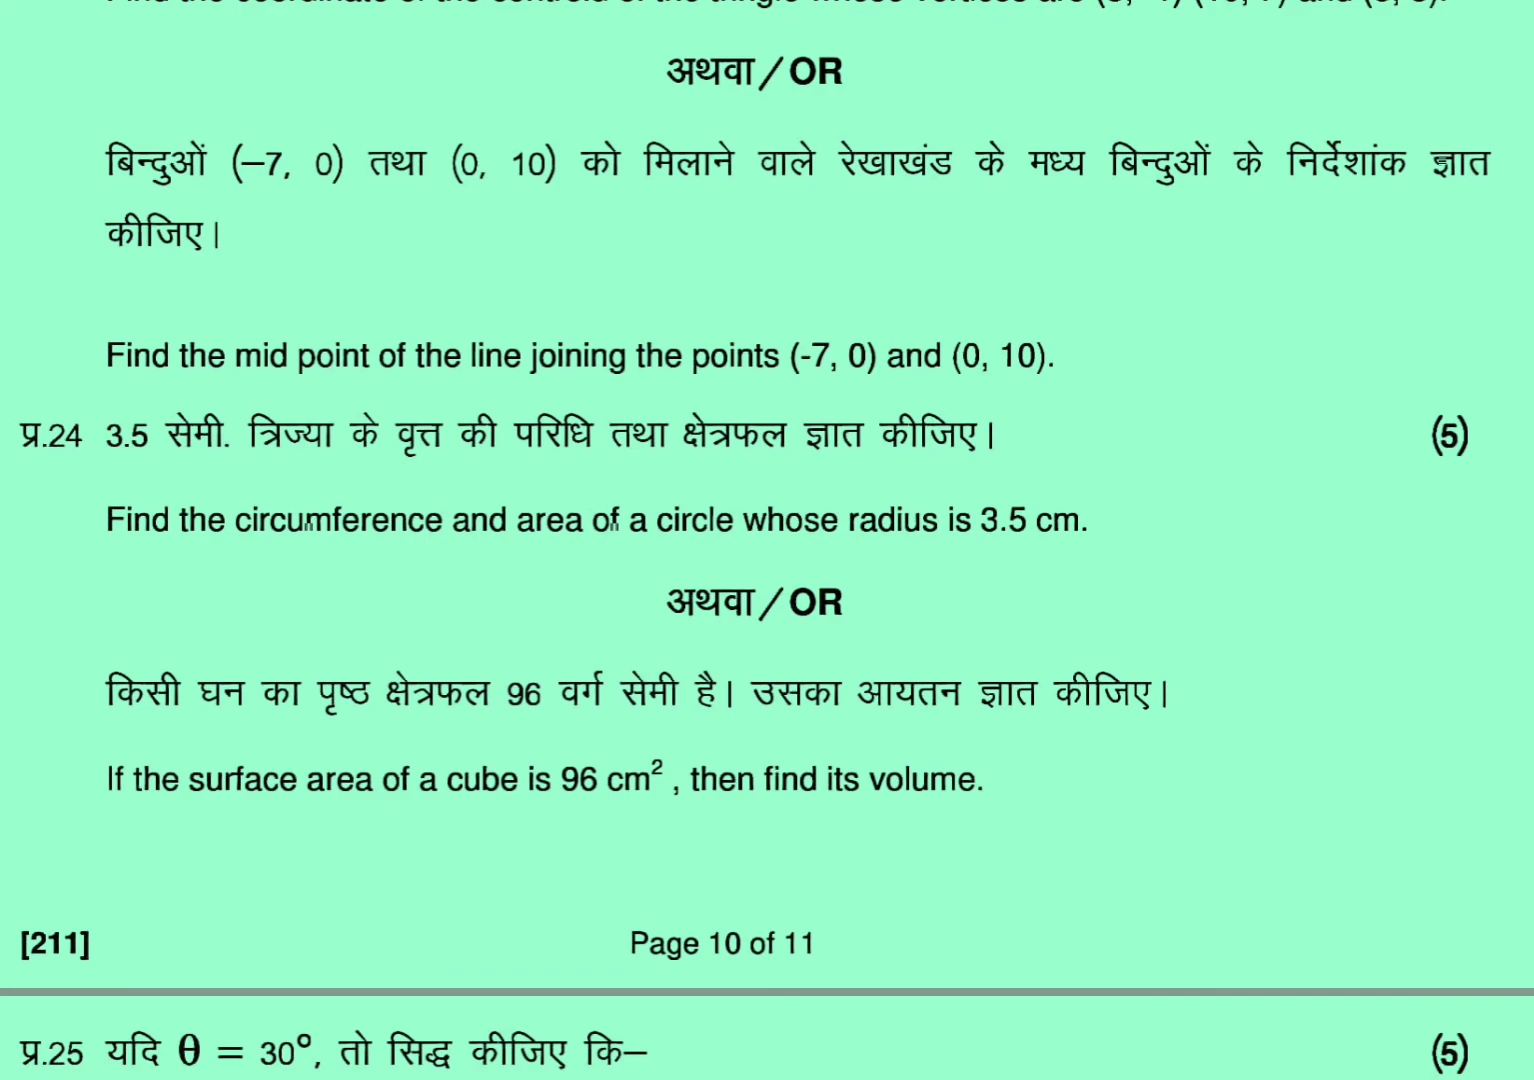 अथवा/OR
बिन्दुओं (–7, 0) तथा (0, 10) को मिलाने वाले रेखाखंड के मध्य बिन्दुओं के निर्देशांक ज्ञात
कीजिए।
Find the mid point of the line joining the points (-7, 0) and (0, 10).
प्र.24 3.5 सेमी. त्रिज्या के वृत्त की परिधि तथा क्षेत्रफल ज्ञात कीजिए। (5)
Find the circumference and area of a circle whose radius is 3.5 cm.
अथवा/OR
किसी घन का पृष्ठ क्षेत्रफल 96 वर्ग सेमी है। उसका आयतन ज्ञात कीजिए।
If the surface area of a cube is 96 cm² , then find its volume.
[211] Page 10 of 11
प्र.25 यदि θ = 30°, तो सिद्ध कीजिए कि– (5)